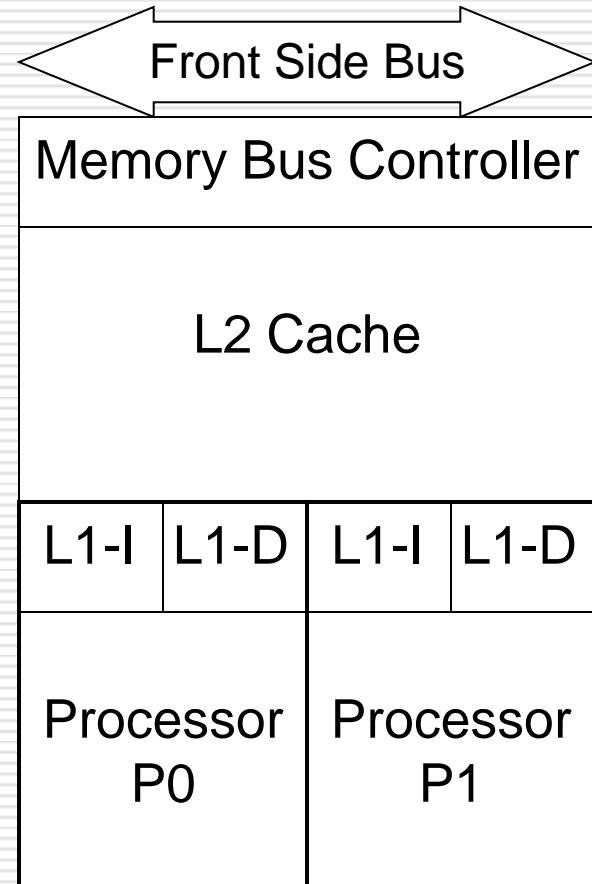 Front Side Bus
Memory Bus Controller
L2 Cache
L1-I L1-D L1-I L1-D
Processor Processor
P0 P1